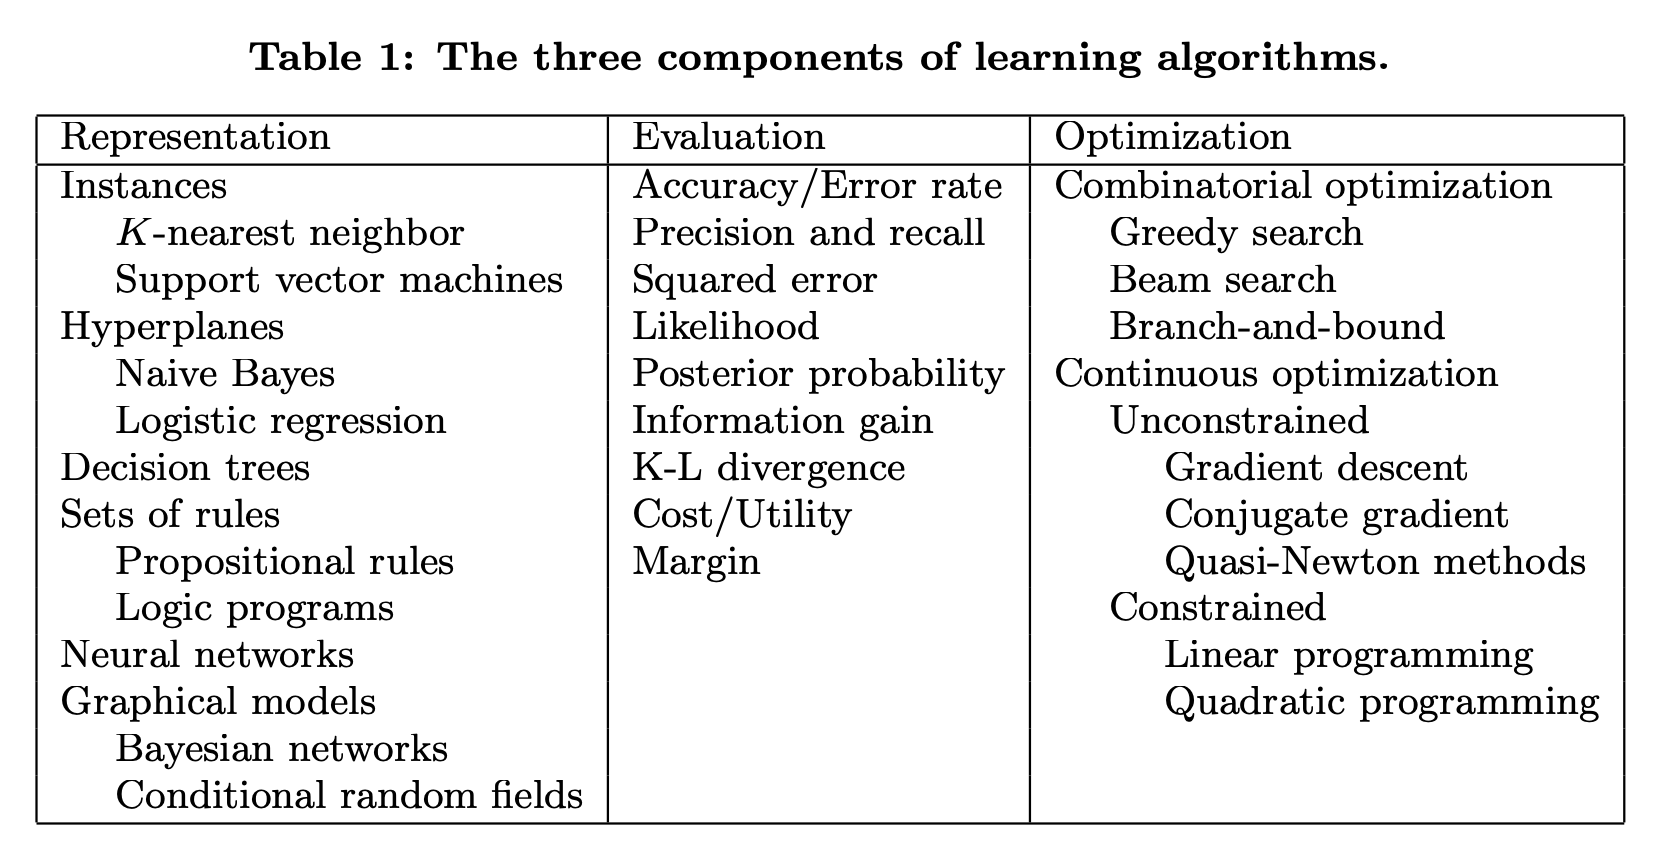 Table 1: The three components of learning algorithms.
Representation Evaluation Optimization
Instances Accuracy/Error rate Combinatorial optimization
K-nearest neighbor Precision and recall Greedy search
Support vector machines Squared error Beam search
Hyperplanes Likelihood Branch-and-bound
Naive Bayes Posterior probability Continuous optimization
Logistic regression Information gain Unconstrained
Decision trees K-L divergence Gradient descent
Sets of rules Cost/Utility Conjugate gradient
Propositional rules Margin Quasi-Newton methods
Logic programs Constrained
Neural networks Linear programming
Graphical models Quadratic programming
Bayesian networks
Conditional random fields